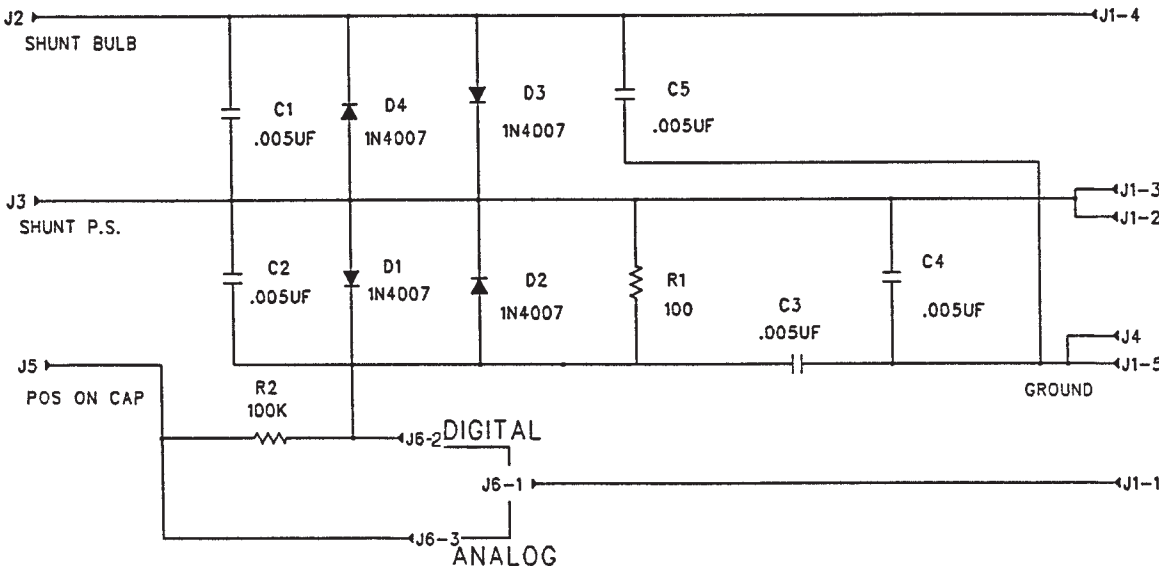 J2
J1-4
SHUNT BULB
C1
.005UF
D4
1N4007
D3
1N4007
C5
.005UF
J3
J1-3
J1-2
SHUNT P.S.
C2
.005UF
D1
1N4007
D2
1N4007
R1
100
C3
.005UF
C4
.005UF
J4
J1-5
GROUND
J5
POS ON CAP
R2
100K
J6-2
DIGITAL
J6-1
J1-1
J6-3
ANALOG